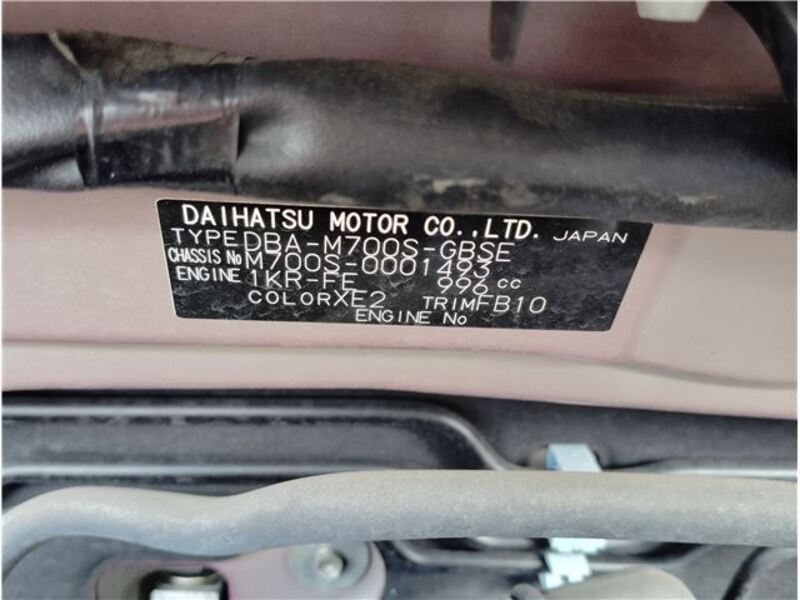 DAIHATSU MOTOR CO.,LTD. JAPAN
TYPE DBA-M700S-GBSE
CHASSIS No M700S-0001493
ENGINE 1KR-FE 996 cc
COLOR XE2 TRIM FB10
ENGINE No